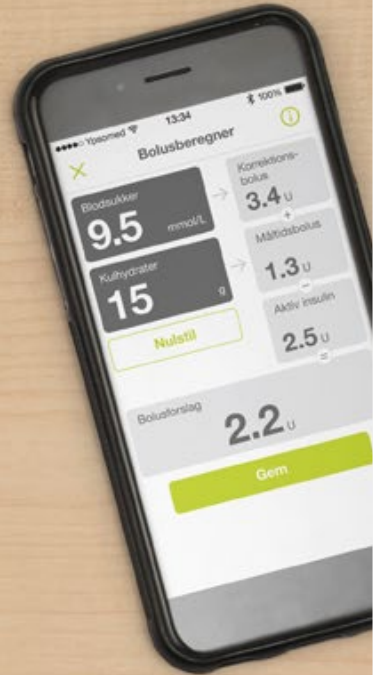 Ypsomed 13:34 100%
Bolusberegner
Blodsukker
9.5 mmol/L
Kulhydrater
15 g
Nulstil
Korrektions-
bolus
3.4 U
+
Måltidsbolus
1.3 U
−
Aktiv insulin
2.5 U
=
Bolusforslag
2.2 U
Gem